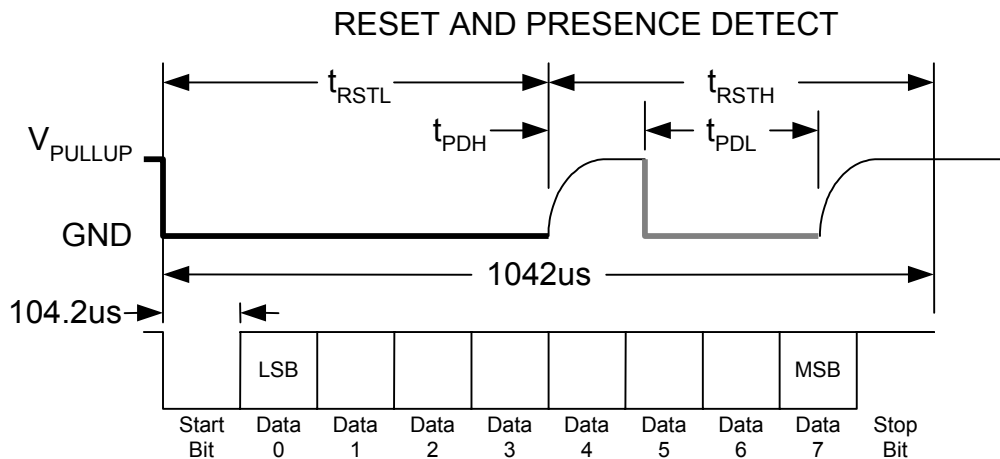 RESET AND PRESENCE DETECT
tRSTL
tRSTH
tPDH
tPDL
VPULLUP
GND
1042us
104.2us
LSB
MSB
Start Bit
Data 0
Data 1
Data 2
Data 3
Data 4
Data 5
Data 6
Data 7
Stop Bit